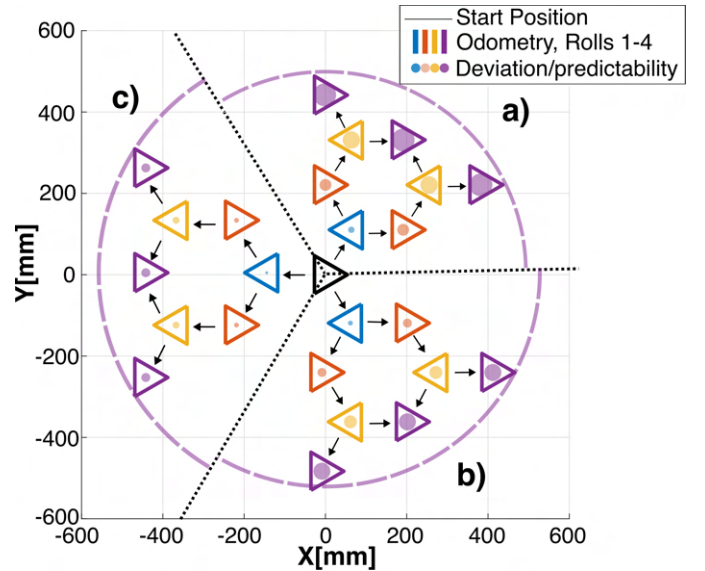 Start Position
Odometry, Rolls 1-4
Deviation/predictability
600
400
200
0
-200
-400
-600
Y[mm]
c)
a)
b)
-600 -400 -200 0 200 400 600
X[mm]